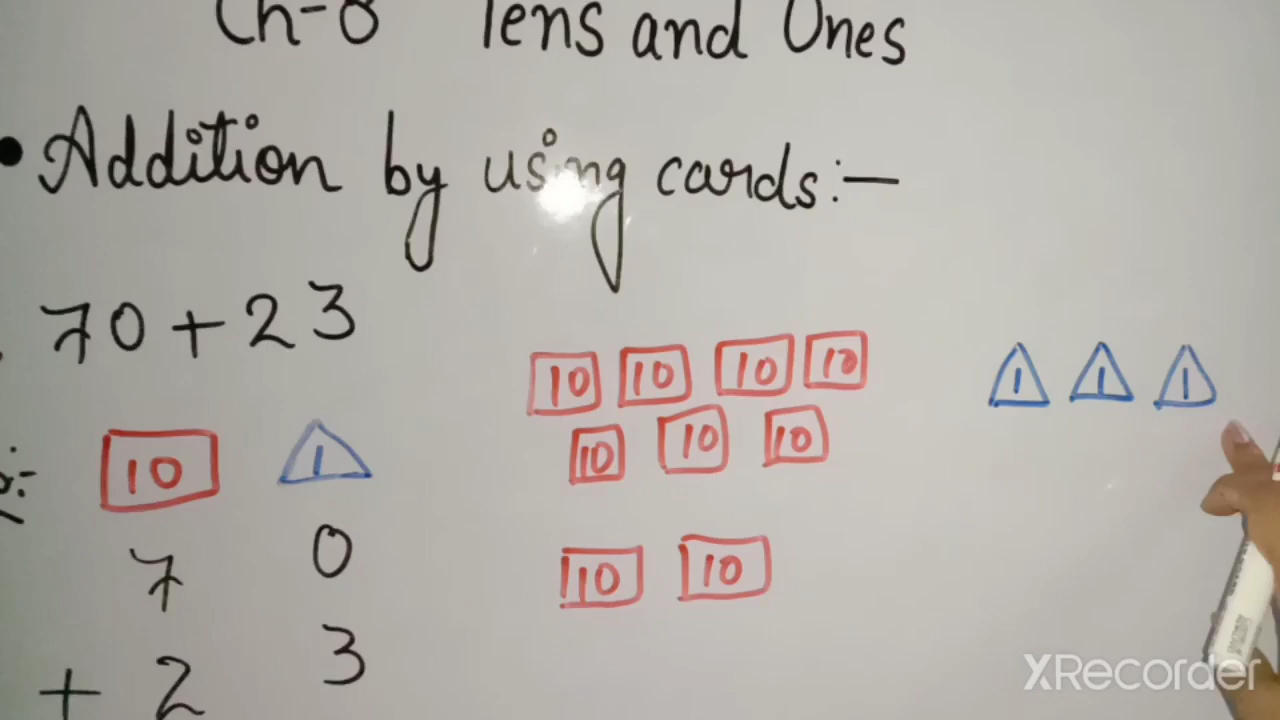 Ch-8 Tens and Ones
• Addition by using cards:-
70+23
10 10 10 10
1 1 1
10 1
10 10 10
7 0
10 10
+ 2 3
XRecorder